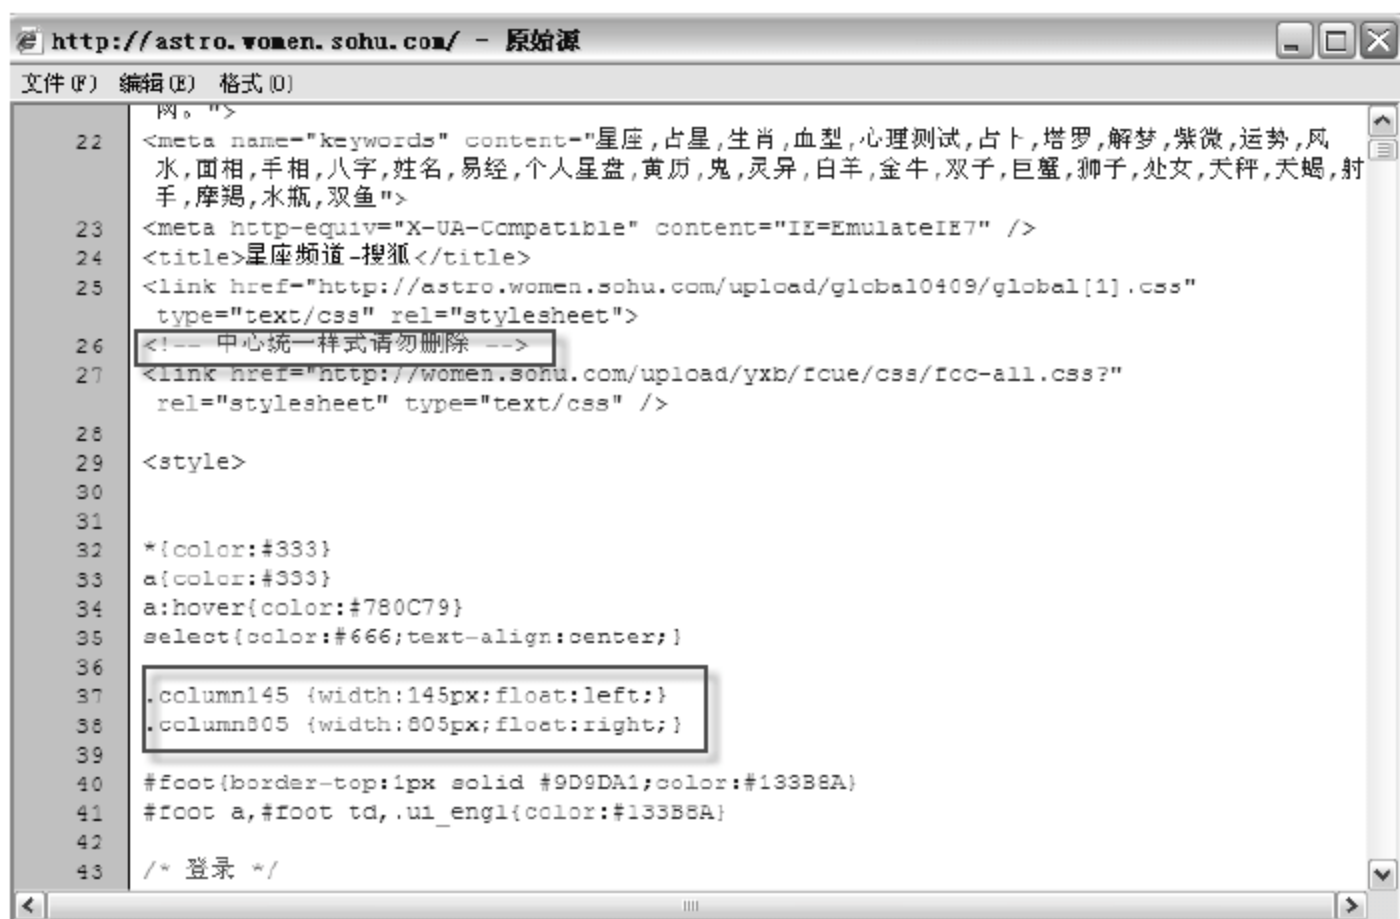 http://astro.women.sohu.com/ - 原始源
文件(F) 编辑(E) 格式(O)
网。">
22 <meta name="keywords" content="星座,占星,生肖,血型,心理测试,占卜,塔罗,解梦,紫微,运势,风
水,面相,手相,八字,姓名,易经,个人星盘,黄历,鬼,灵异,白羊,金牛,双子,巨蟹,狮子,处女,天秤,天蝎,射
手,摩羯,水瓶,双鱼">
23 <meta http-equiv="X-UA-Compatible" content="IE=EmulateIE7" />
24 <title>星座频道-搜狐</title>
25 <link href="http://astro.women.sohu.com/upload/global0409/global[1].css"
type="text/css" rel="stylesheet">
26 <!-- 中心统一样式请勿删除 -->
27 <link href="http://women.sohu.com/upload/yxb/fcue/css/fcc-all.css?"
rel="stylesheet" type="text/css" />
28
29 <style>
30
31
32 *{color:#333}
33 a{color:#333}
34 a:hover{color:#780C79}
35 select{color:#666;text-align:center;}
36
37 .column145 {width:145px;float:left;}
38 .column805 {width:805px;float:right;}
39
40 #foot{border-top:1px solid #9D9DA1;color:#133B8A}
41 #foot a,#foot td,.ui_engl{color:#133B8A}
42
43 /* 登录 */